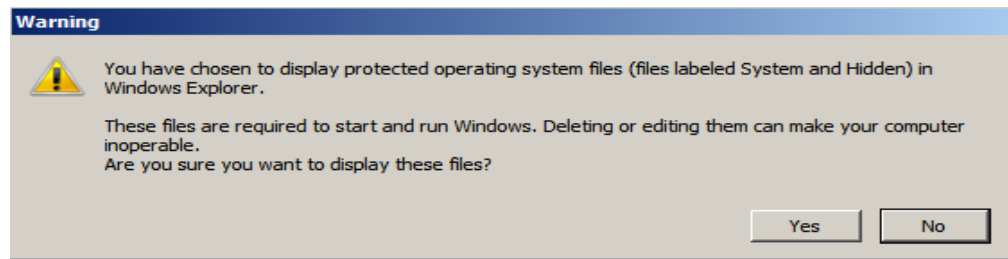 Warning
You have chosen to display protected operating system files (files labeled System and Hidden) in
Windows Explorer.
These files are required to start and run Windows. Deleting or editing them can make your computer
inoperable.
Are you sure you want to display these files?
Yes No